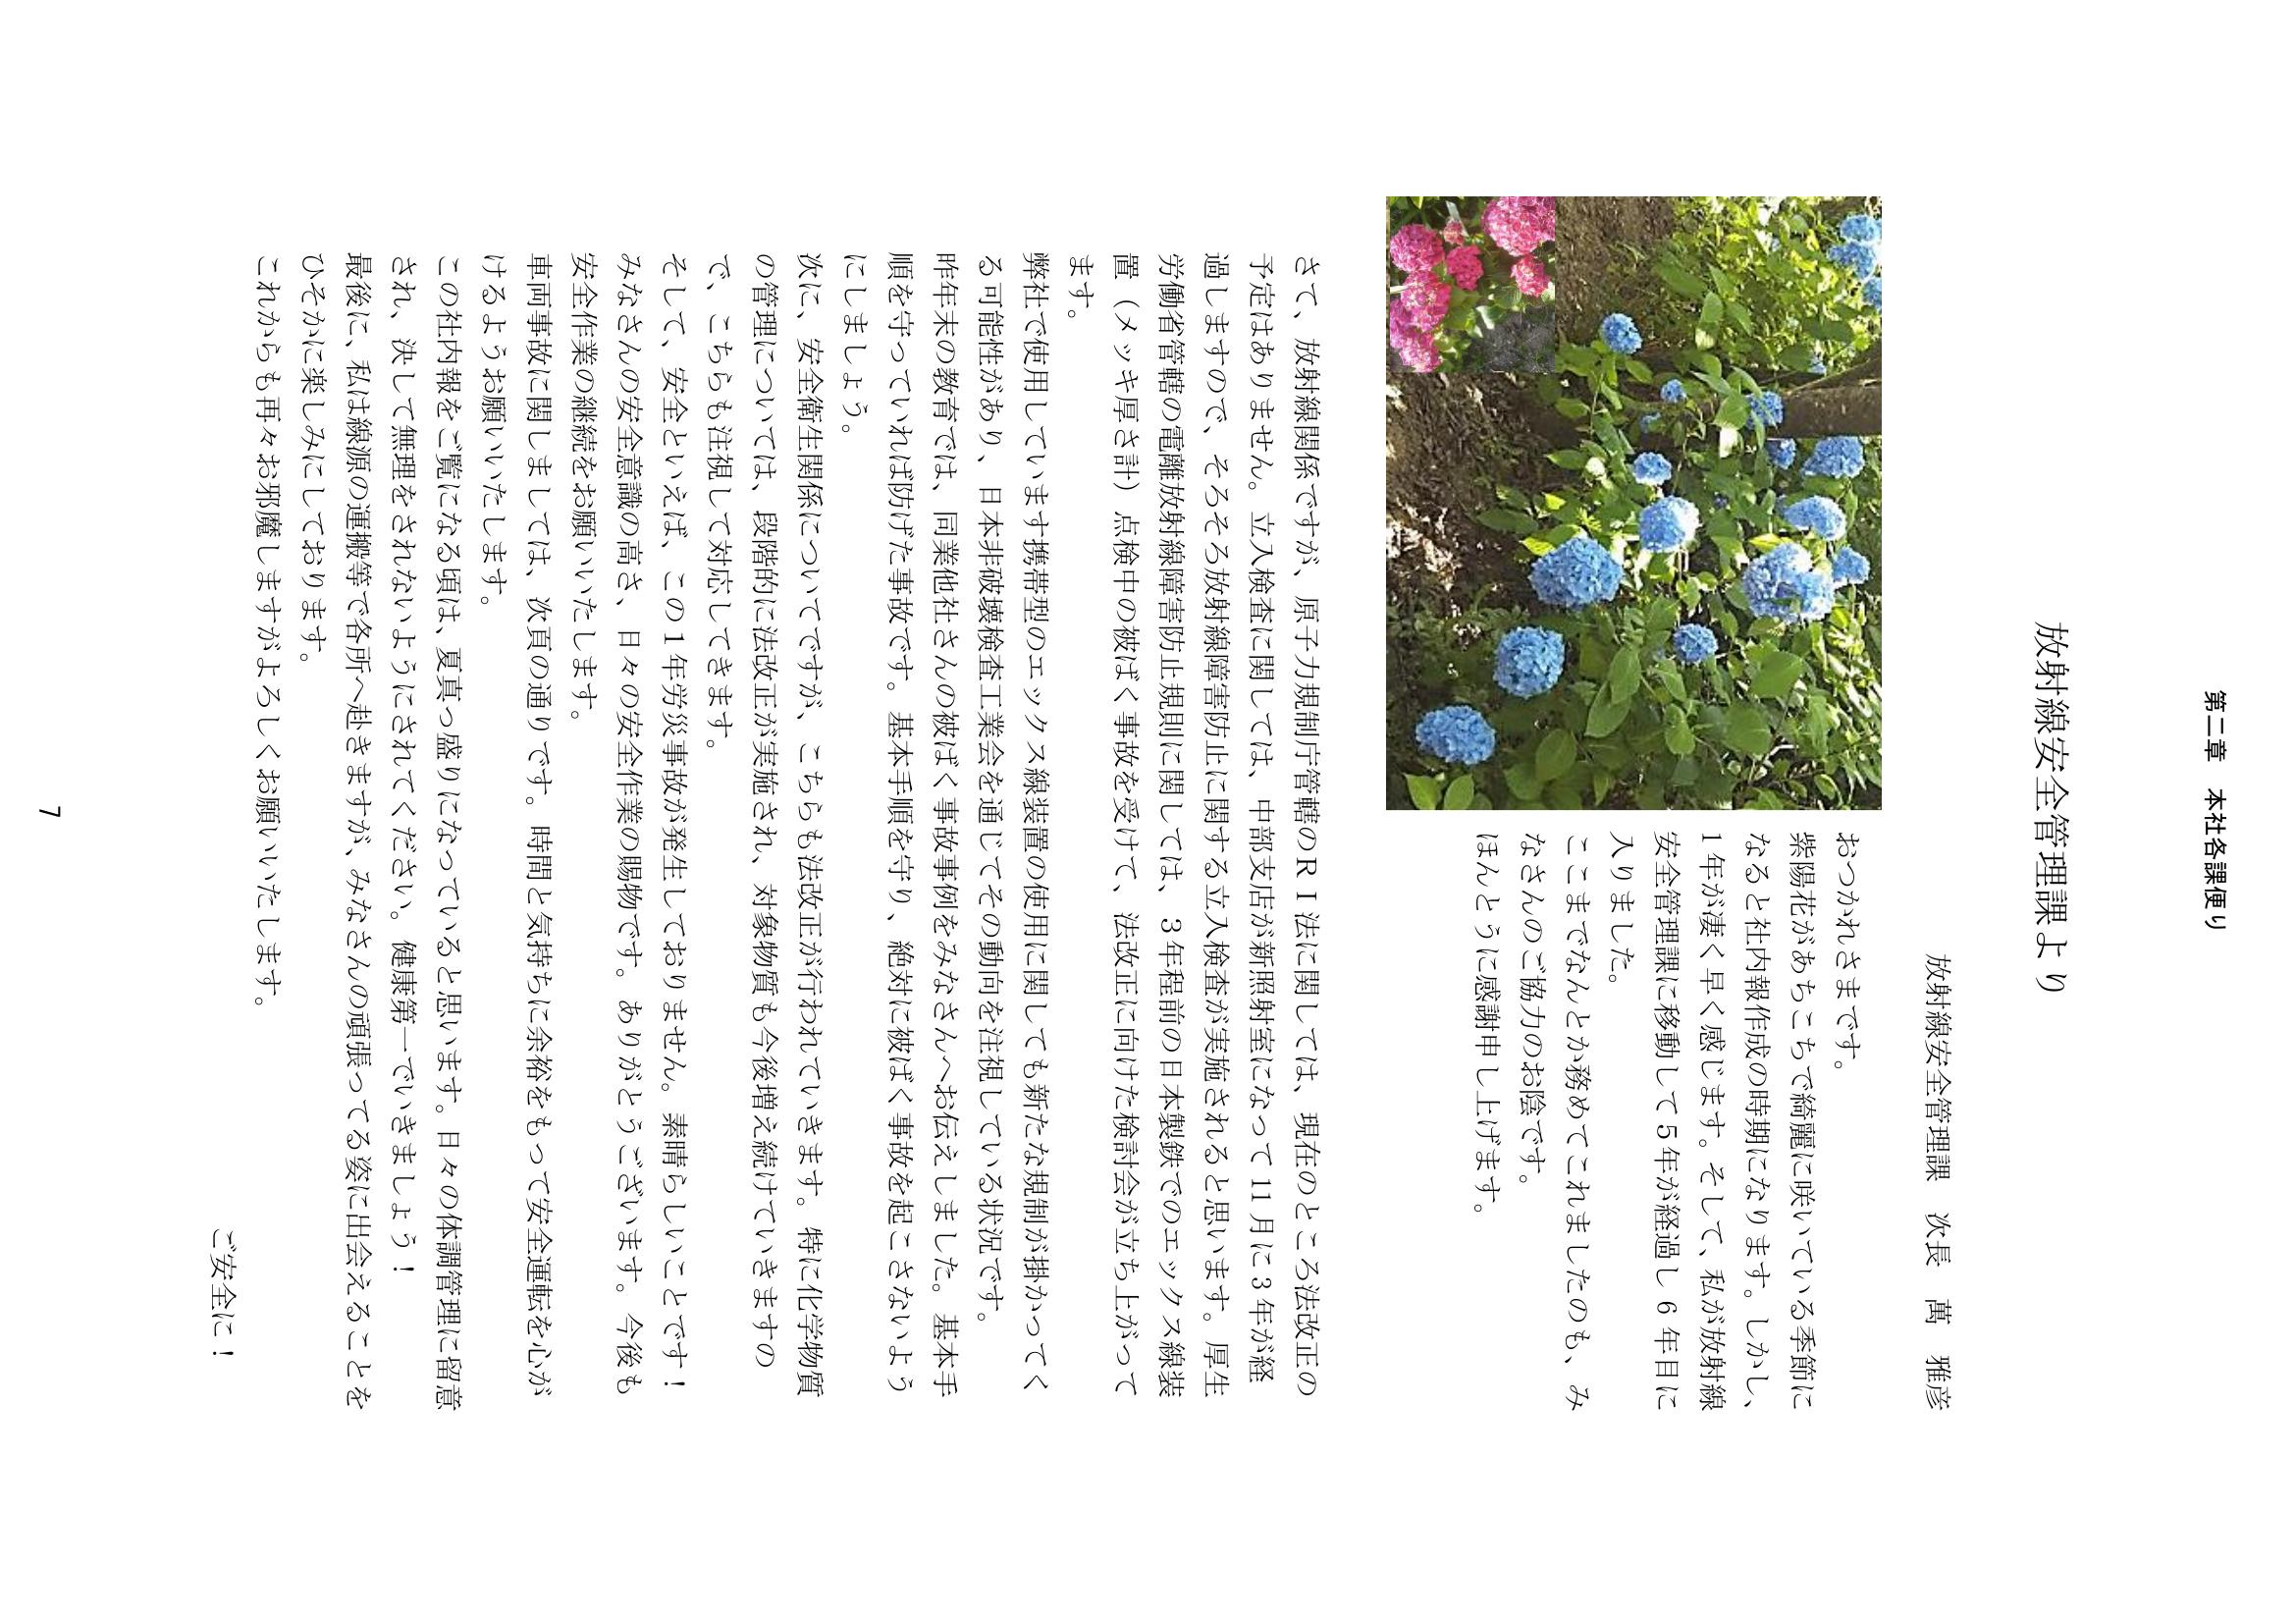 第二章　本社各課便り
放射線安全管理課より
放射線安全管理課　次長　萬　雅彦
おつかれさまです。
紫陽花があちこちで綺麗に咲いている季節に
なると社内報作成の時期になります。しかし、
1年が凄く早く感じます。そして、私が放射線
安全管理課に移動して5年が経過し 6 年目に
入りました。
ここまでなんとか務めてこれましたのも、み
なさんのご協力のお陰です。
ほんとうに感謝申し上げます。
さて、放射線関係ですが、原子力規制庁管轄のRI法に関しては、現在のところ法改正の
予定はありません。立入検査に関しては、中部支店が新照射室になって11月に3年が経
過しますので、そろそろ放射線障害防止に関する立入検査が実施されると思います。厚生
労働省管轄の電離放射線障害防止規則に関しては、3年程前の日本製鉄でのエックス線装
置（メッキ厚さ計）点検中の被ばく事故を受けて、法改正に向けた検討会が立ち上がって
ます。
弊社で使用しています携帯型のエックス線装置の使用に関しても新たな規制が掛かってく
る可能性があり、日本非破壊検査工業会を通じてその動向を注視している状況です。
昨年末の教育では、同業他社さんの被ばく事故事例をみなさんへお伝えしました。基本手
順を守っていれば防げた事故です。基本手順を守り、絶対に被ばく事故を起こさないよう
にしましょう。
次に、安全衛生関係についてですが、こちらも法改正が行われていきます。特に化学物質
の管理については、段階的に法改正が実施され、対象物質も今後増え続けていきますの
で、こちらも注視して対応してきます。
そして、安全といえば、この1年労災事故が発生しておりません。素晴らしいことです！
みなさんの安全意識の高さ、日々の安全作業の賜物です。ありがとうございます。今後も
安全作業の継続をお願いいたします。
車両事故に関しましては、次頁の通りです。時間と気持ちに余裕をもって安全運転を心が
けるようお願いいたします。
この社内報をご覧になる頃は、夏真っ盛りになっていると思います。日々の体調管理に留意
され、決して無理をされないようにされてください。健康第一でいきましょう！
最後に、私は線源の運搬等で各所へ赴きますが、みなさんの頑張ってる姿に出会えることを
ひそかに楽しみにしております。
これからも再々お邪魔しますがよろしくお願いいたします。
ご安全に！
7